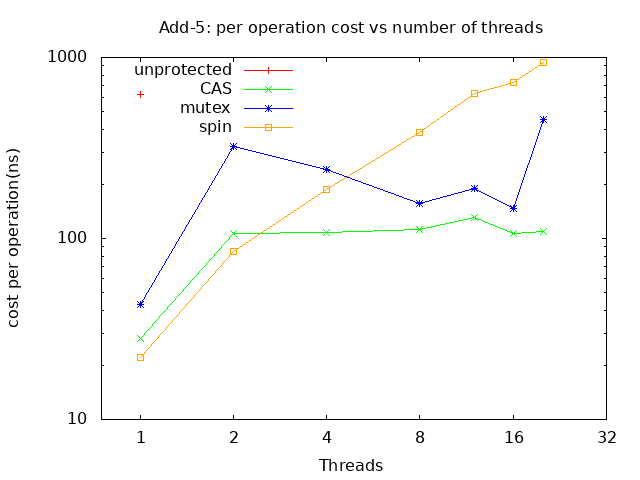 Add-5: per operation cost vs number of threads
1000
100
10
cost per operation(ns)
unprotected
CAS
mutex
spin
1 2 4 8 16 32
Threads